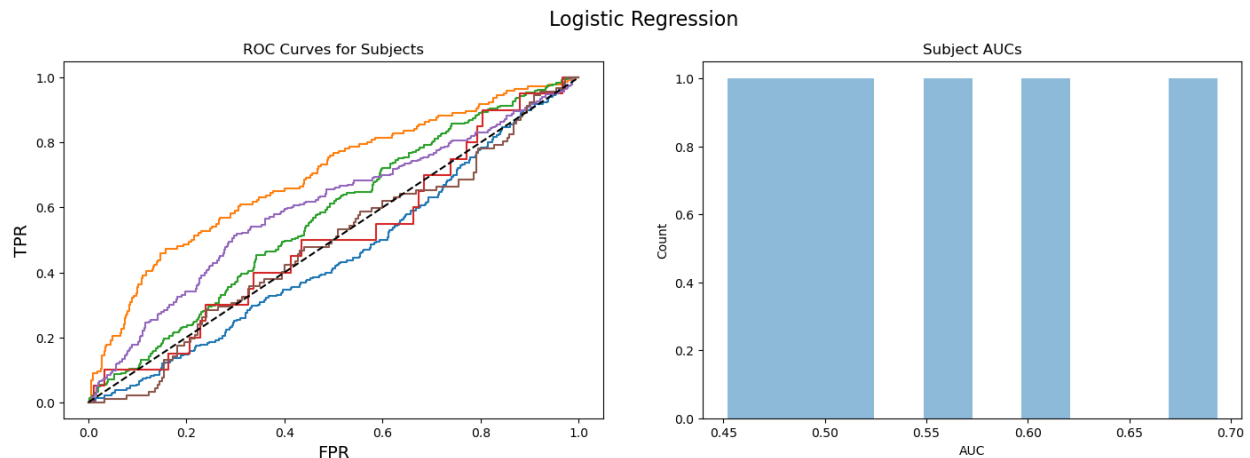 Logistic Regression
ROC Curves for Subjects
1.0
0.8
0.6
0.4
0.2
0.0
TPR
0.0 0.2 0.4 0.6 0.8 1.0
FPR
Subject AUCs
1.0
0.8
0.6
0.4
0.2
0.0
Count
0.45 0.50 0.55 0.60 0.65 0.70
AUC